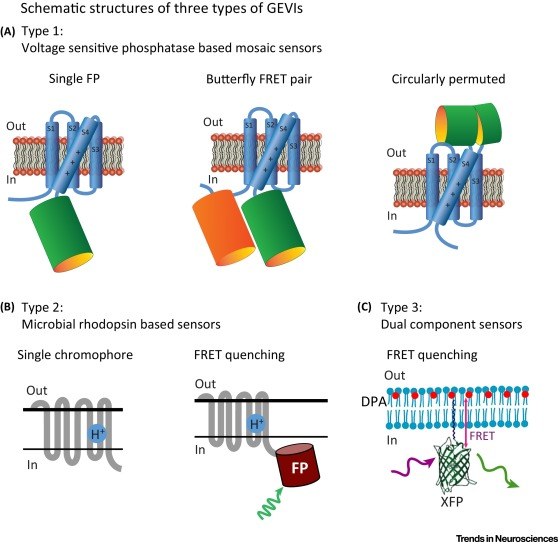 Schematic structures of three types of GEVIs
(A) Type 1:
Voltage sensitive phosphatase based mosaic sensors
Single FP
Butterfly FRET pair
Circularly permuted
Out
S1 S2 S4
S3
+
+
+
In
Out
S1 S2 S4
S3
+
+
+
In
Out
S1 S2 S4
S3
+
+
+
In
(B) Type 2:
Microbial rhodopsin based sensors
Single chromophore
FRET quenching
Out
H+
In
Out
H+
In
FP
(C) Type 3:
Dual component sensors
FRET quenching
Out
DPA
In
FRET
XFP
Trends in Neurosciences